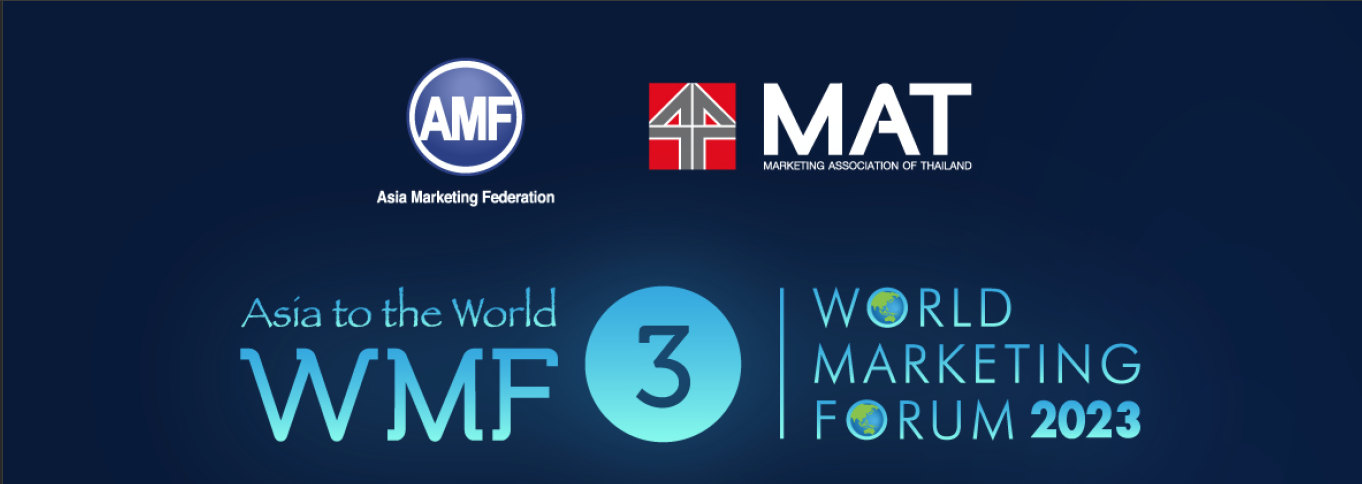 AMF
Asia Marketing Federation
MAT
MARKETING ASSOCIATION OF THAILAND
Asia to the World
WMF
3
WORLD
MARKETING
FORUM 2023